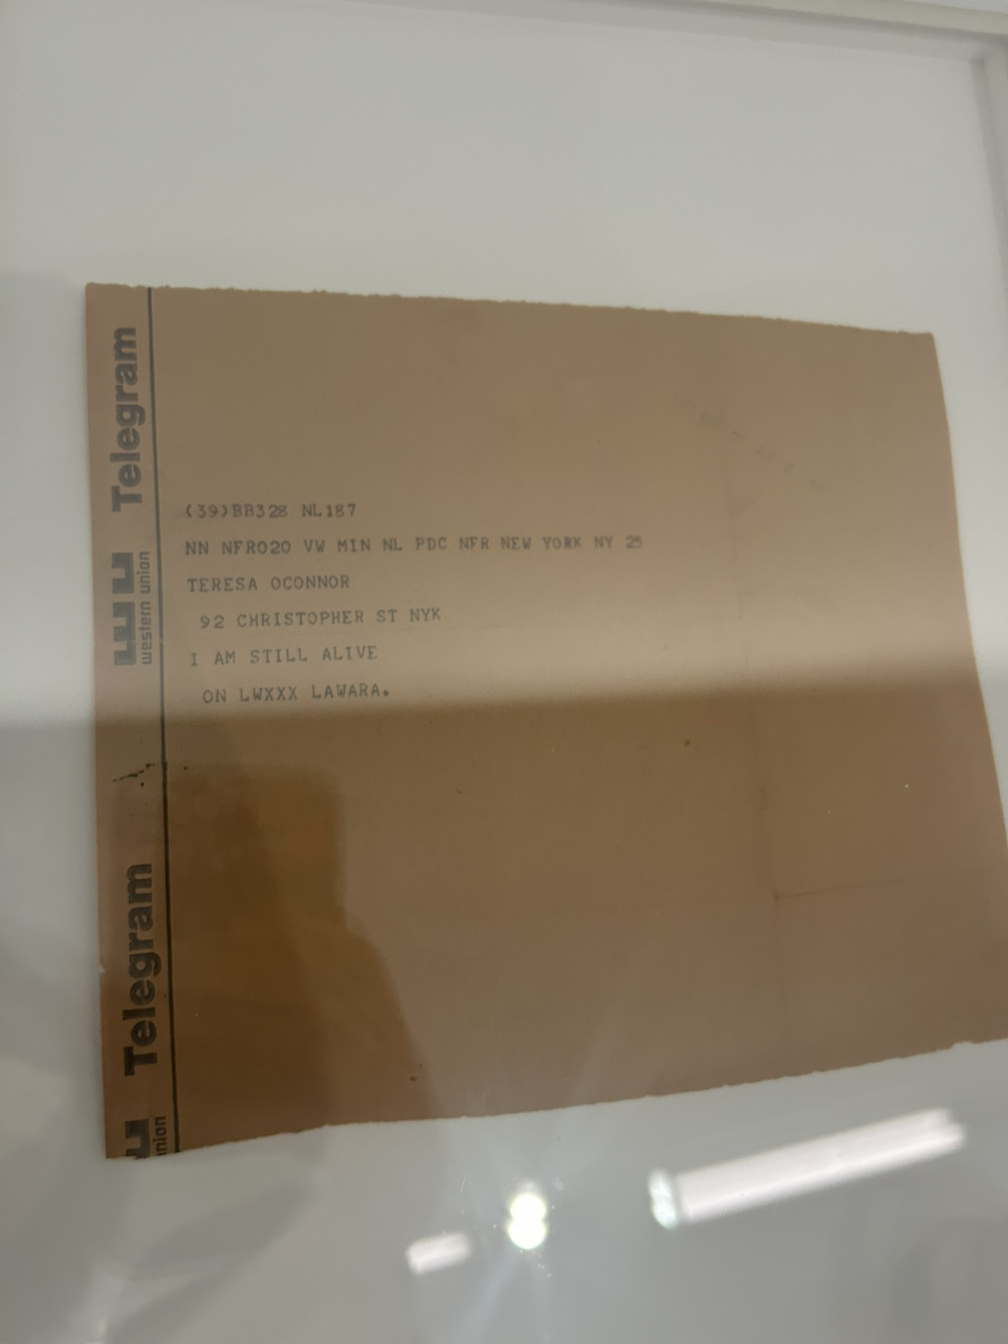 (39)BB328 NL187
NN NFR020 VW MIN NL PDC NFR NEW YORK NY 25
TERESA OCONNOR
92 CHRISTOPHER ST NYK
I AM STILL ALIVE
ON LWXXX LAWARA.
Telegram
western union
Telegram
nion